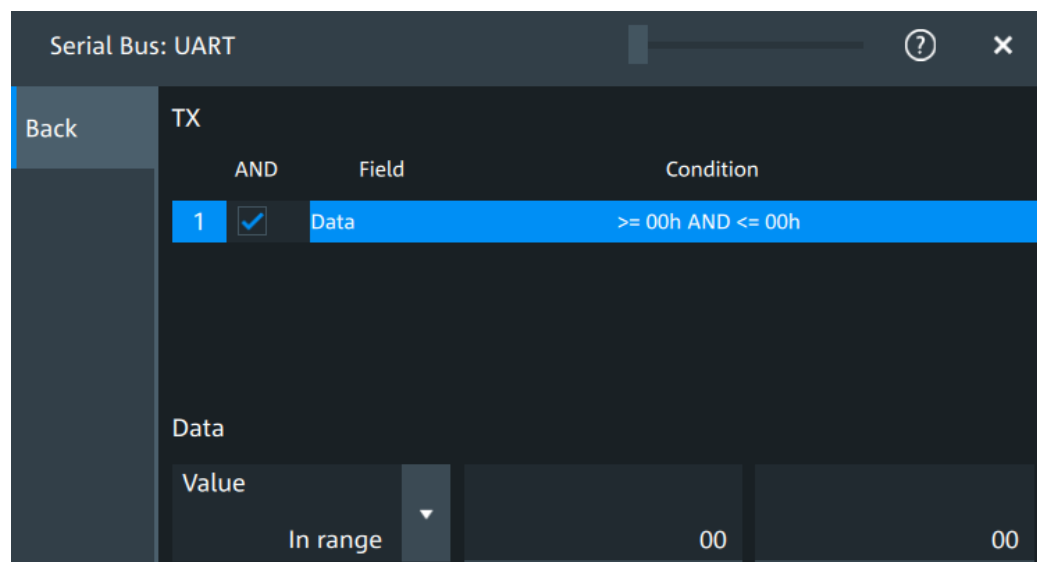 Serial Bus: UART ? ×
Back
TX
AND Field Condition
1 Data >= 00h AND <= 00h
Data
Value
In range 00 00